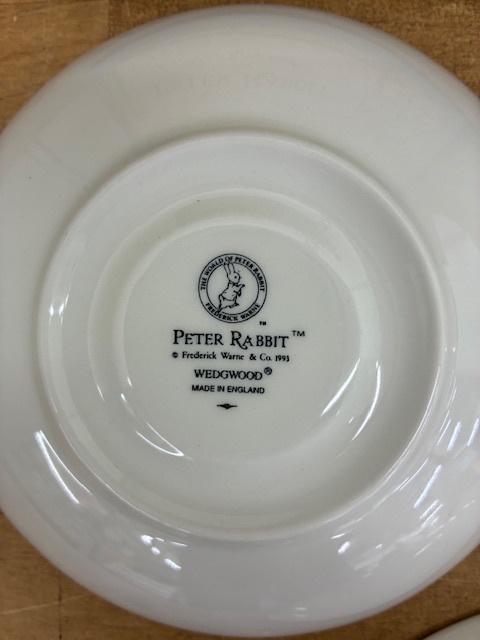 THE WORLD OF PETER RABBIT
FREDERICK WARNE
™
PETER RABBIT™
© Frederick Warne & Co. 1993
WEDGWOOD®
MADE IN ENGLAND